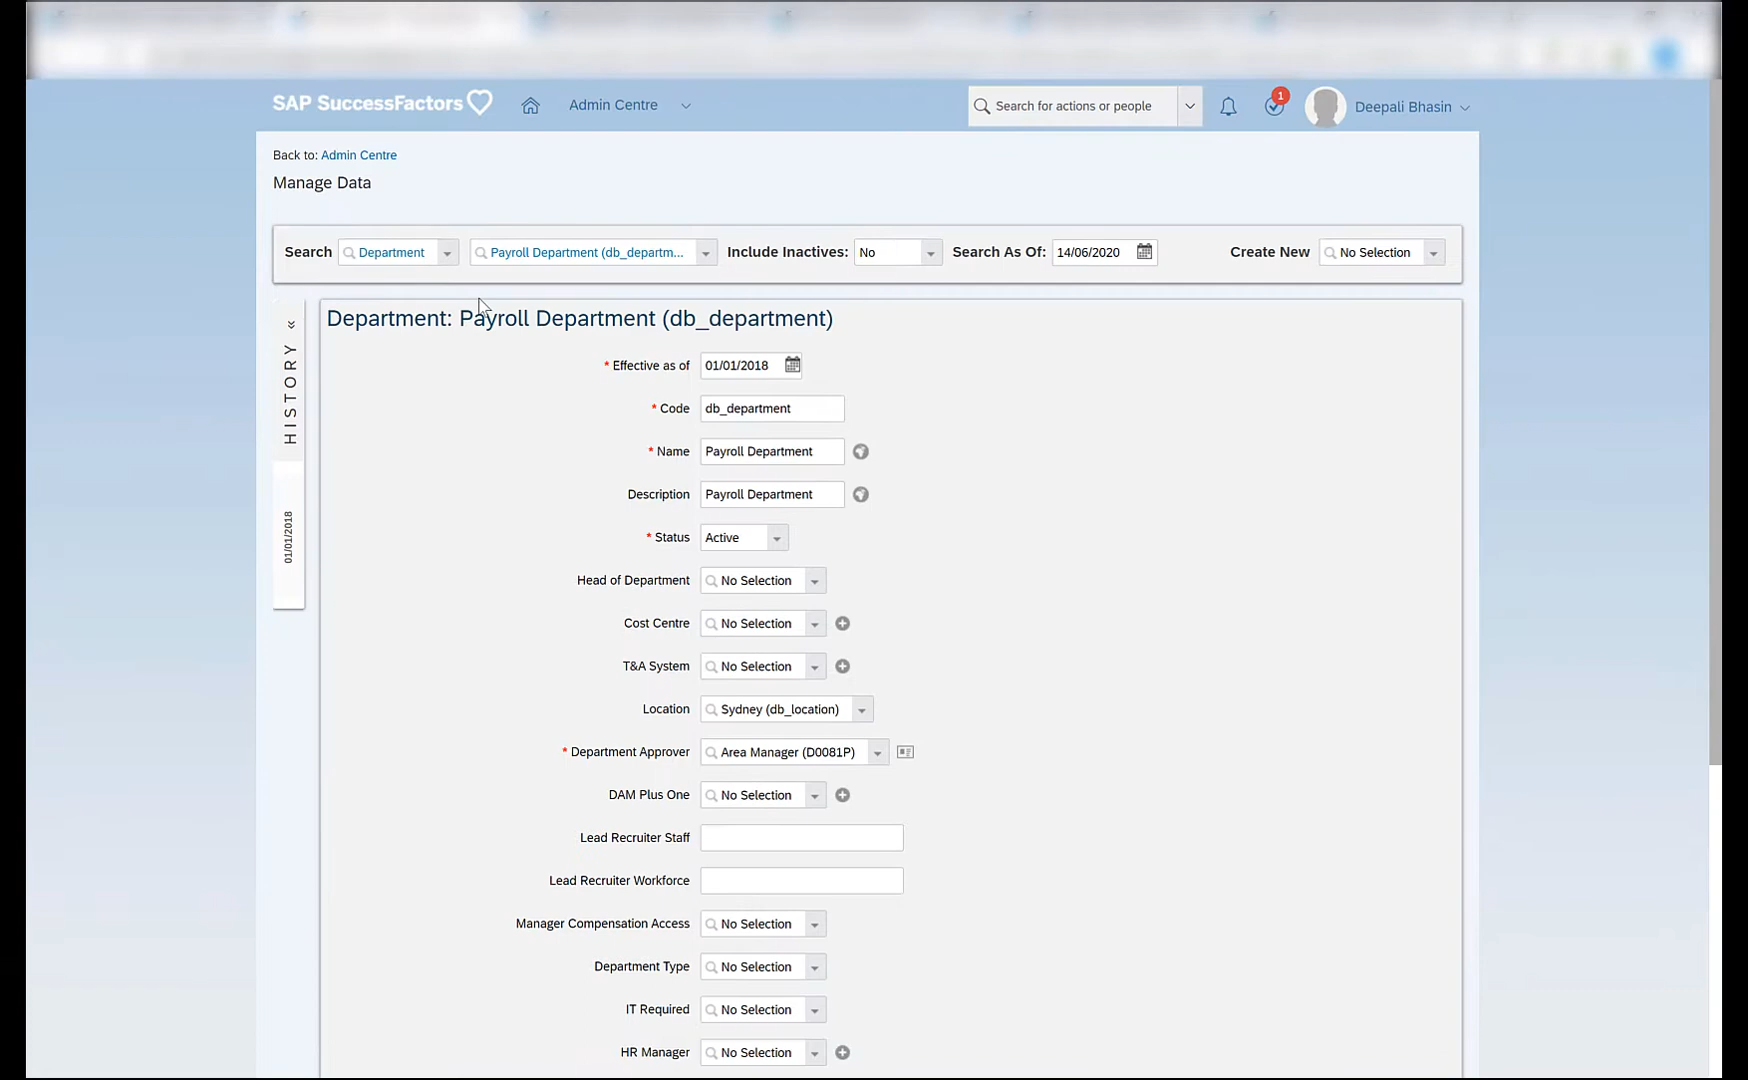 SAP SuccessFactors
Admin Centre
Search for actions or people
1
Deepali Bhasin
Back to: Admin Centre
Manage Data
Search
Department
Payroll Department (db_departm...
Include Inactives:
No
Search As Of:
14/06/2020
Create New
No Selection
HISTORY
01/01/2018
Department: Payroll Department (db_department)
* Effective as of 01/01/2018
* Code db_department
* Name Payroll Department
Description Payroll Department
* Status Active
Head of Department No Selection
Cost Centre No Selection
T&A System No Selection
Location Sydney (db_location)
* Department Approver Area Manager (D0081P)
DAM Plus One No Selection
Lead Recruiter Staff
Lead Recruiter Workforce
Manager Compensation Access No Selection
Department Type No Selection
IT Required No Selection
HR Manager No Selection